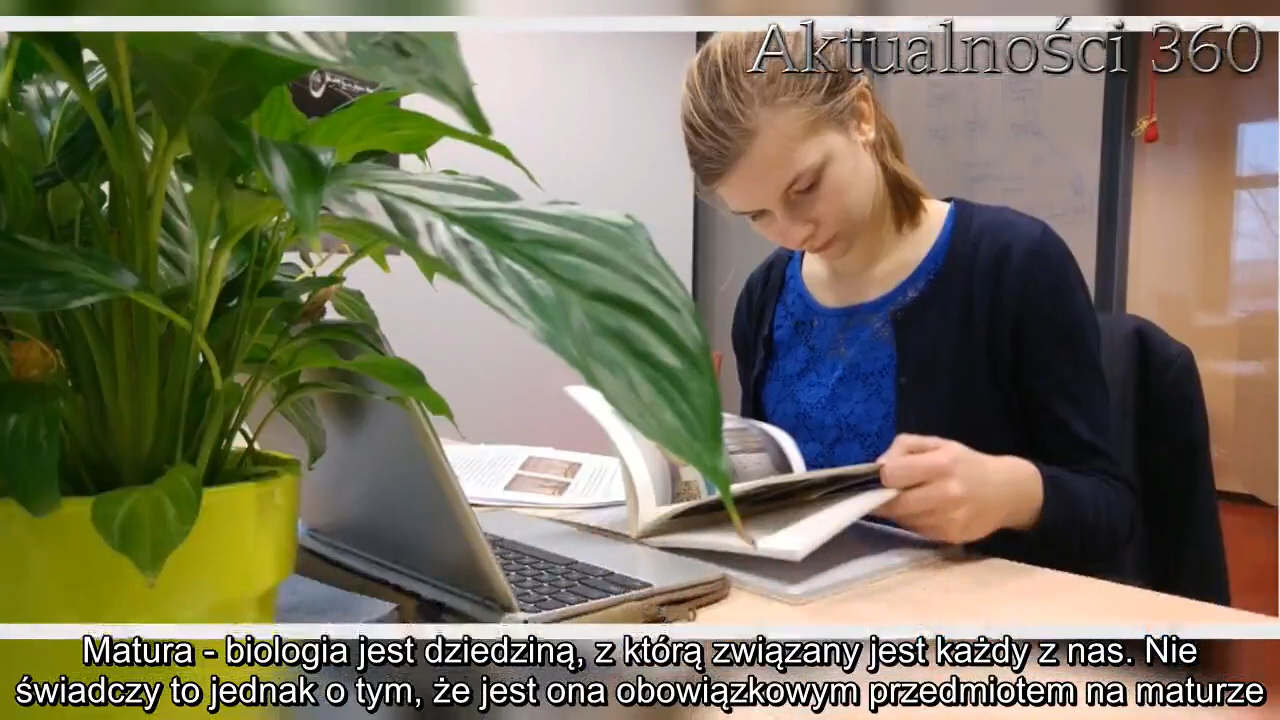 Aktualności 360
Matura - biologia jest dziedziną, z którą związany jest każdy z nas. Nie
świadczy to jednak o tym, że jest ona obowiązkowym przedmiotem na maturze